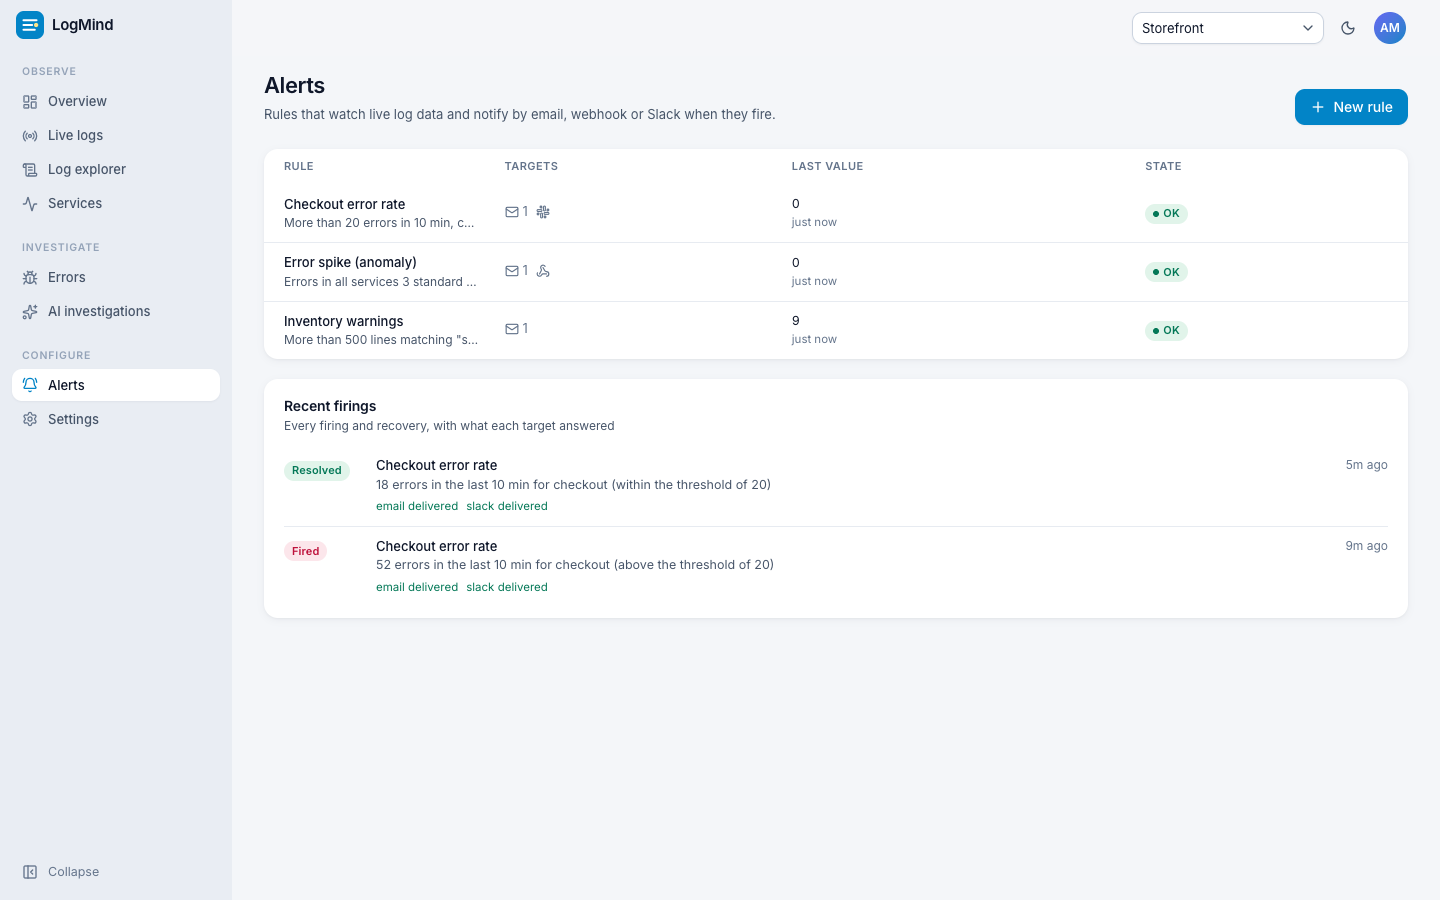 LogMind
Storefront
AM
OBSERVE
Overview
Live logs
Log explorer
Services
INVESTIGATE
Errors
AI investigations
CONFIGURE
Alerts
Settings
Collapse
Alerts
Rules that watch live log data and notify by email, webhook or Slack when they fire.
New rule
RULE TARGETS LAST VALUE STATE
Checkout error rate
More than 20 errors in 10 min, c...
1
0
just now
OK
Error spike (anomaly)
Errors in all services 3 standard ...
1
0
just now
OK
Inventory warnings
More than 500 lines matching "s...
1
9
just now
OK
Recent firings
Every firing and recovery, with what each target answered
Resolved
Checkout error rate
5m ago
18 errors in the last 10 min for checkout (within the threshold of 20)
email delivered slack delivered
Fired
Checkout error rate
9m ago
52 errors in the last 10 min for checkout (above the threshold of 20)
email delivered slack delivered